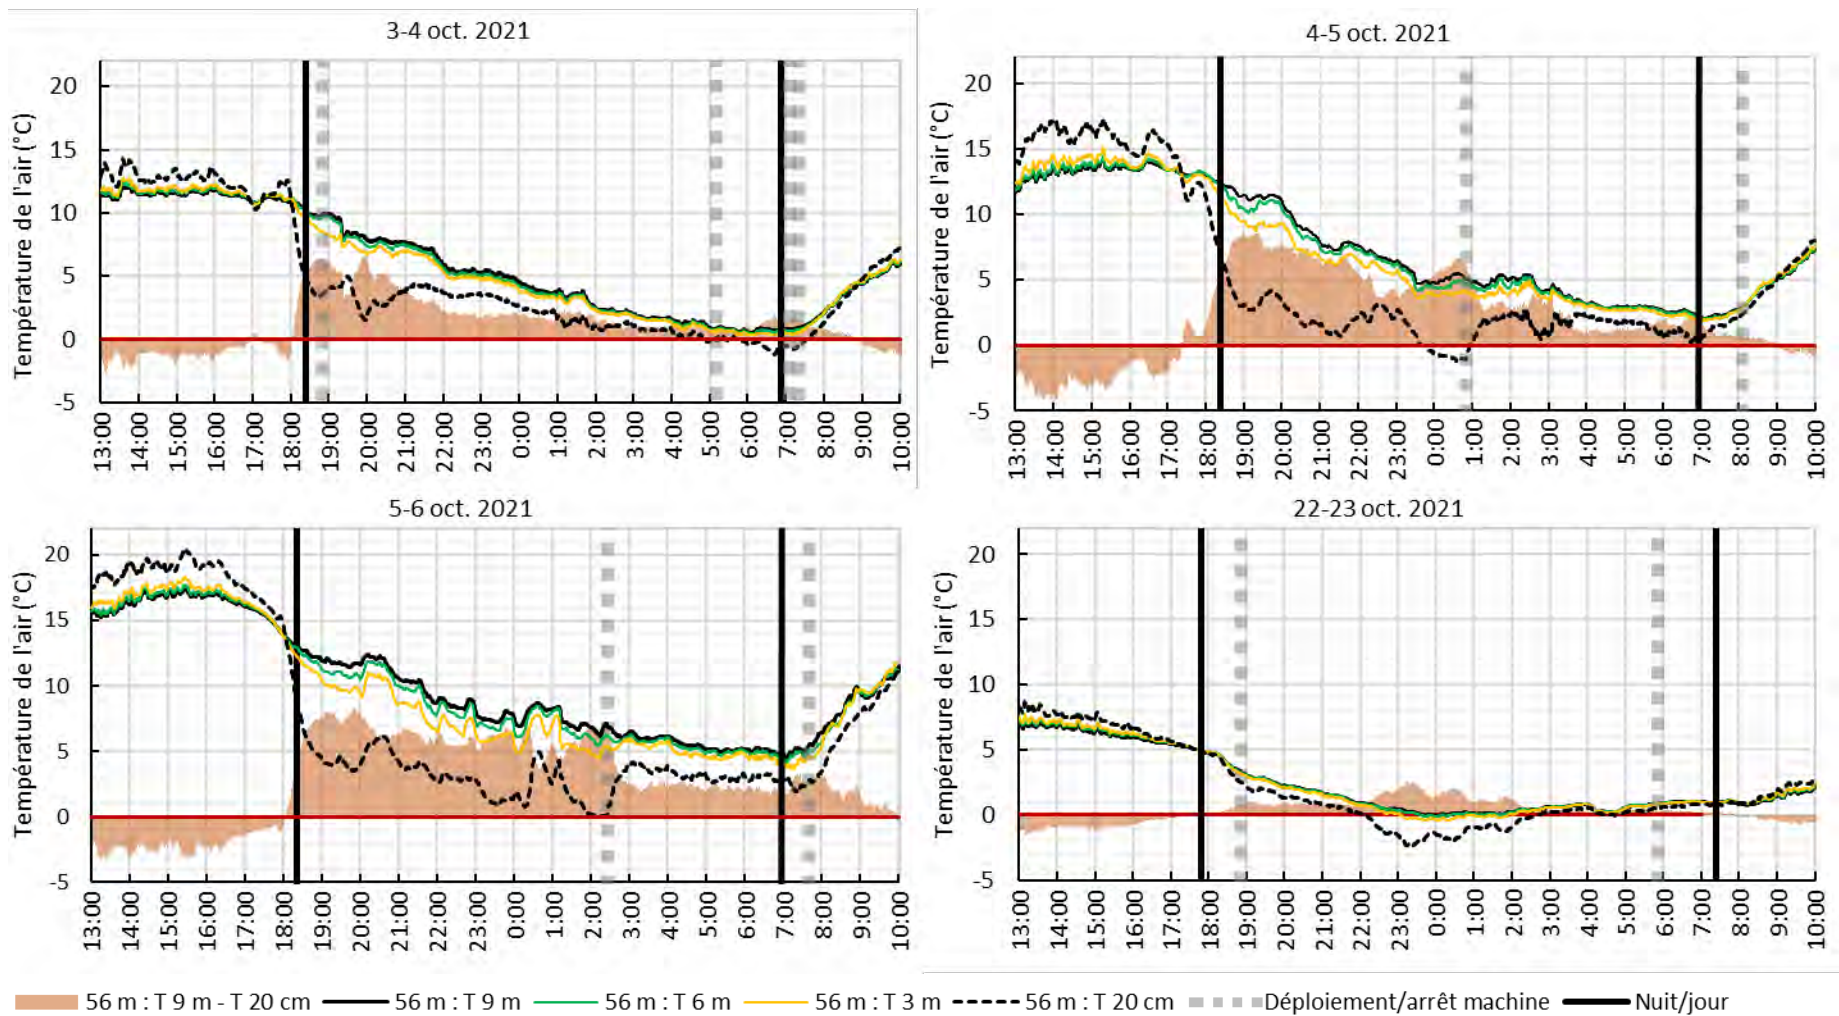 3-4 oct. 2021
Température de l'air (°C)
20
15
10
5
0
-5
13:00 14:00 15:00 16:00 17:00 18:00 19:00 20:00 21:00 22:00 23:00 0:00 1:00 2:00 3:00 4:00 5:00 6:00 7:00 8:00 9:00 10:00
4-5 oct. 2021
Température de l'air (°C)
20
15
10
5
0
-5
13:00 14:00 15:00 16:00 17:00 18:00 19:00 20:00 21:00 22:00 23:00 0:00 1:00 2:00 3:00 4:00 5:00 6:00 7:00 8:00 9:00 10:00
5-6 oct. 2021
Température de l'air (°C)
20
15
10
5
0
-5
13:00 14:00 15:00 16:00 17:00 18:00 19:00 20:00 21:00 22:00 23:00 0:00 1:00 2:00 3:00 4:00 5:00 6:00 7:00 8:00 9:00 10:00
22-23 oct. 2021
Température de l'air (°C)
20
15
10
5
0
-5
13:00 14:00 15:00 16:00 17:00 18:00 19:00 20:00 21:00 22:00 23:00 0:00 1:00 2:00 3:00 4:00 5:00 6:00 7:00 8:00 9:00 10:00
56 m : T 9 m - T 20 cm 56 m : T 9 m 56 m : T 6 m 56 m : T 3 m 56 m : T 20 cm Déploiement/arrêt machine Nuit/jour